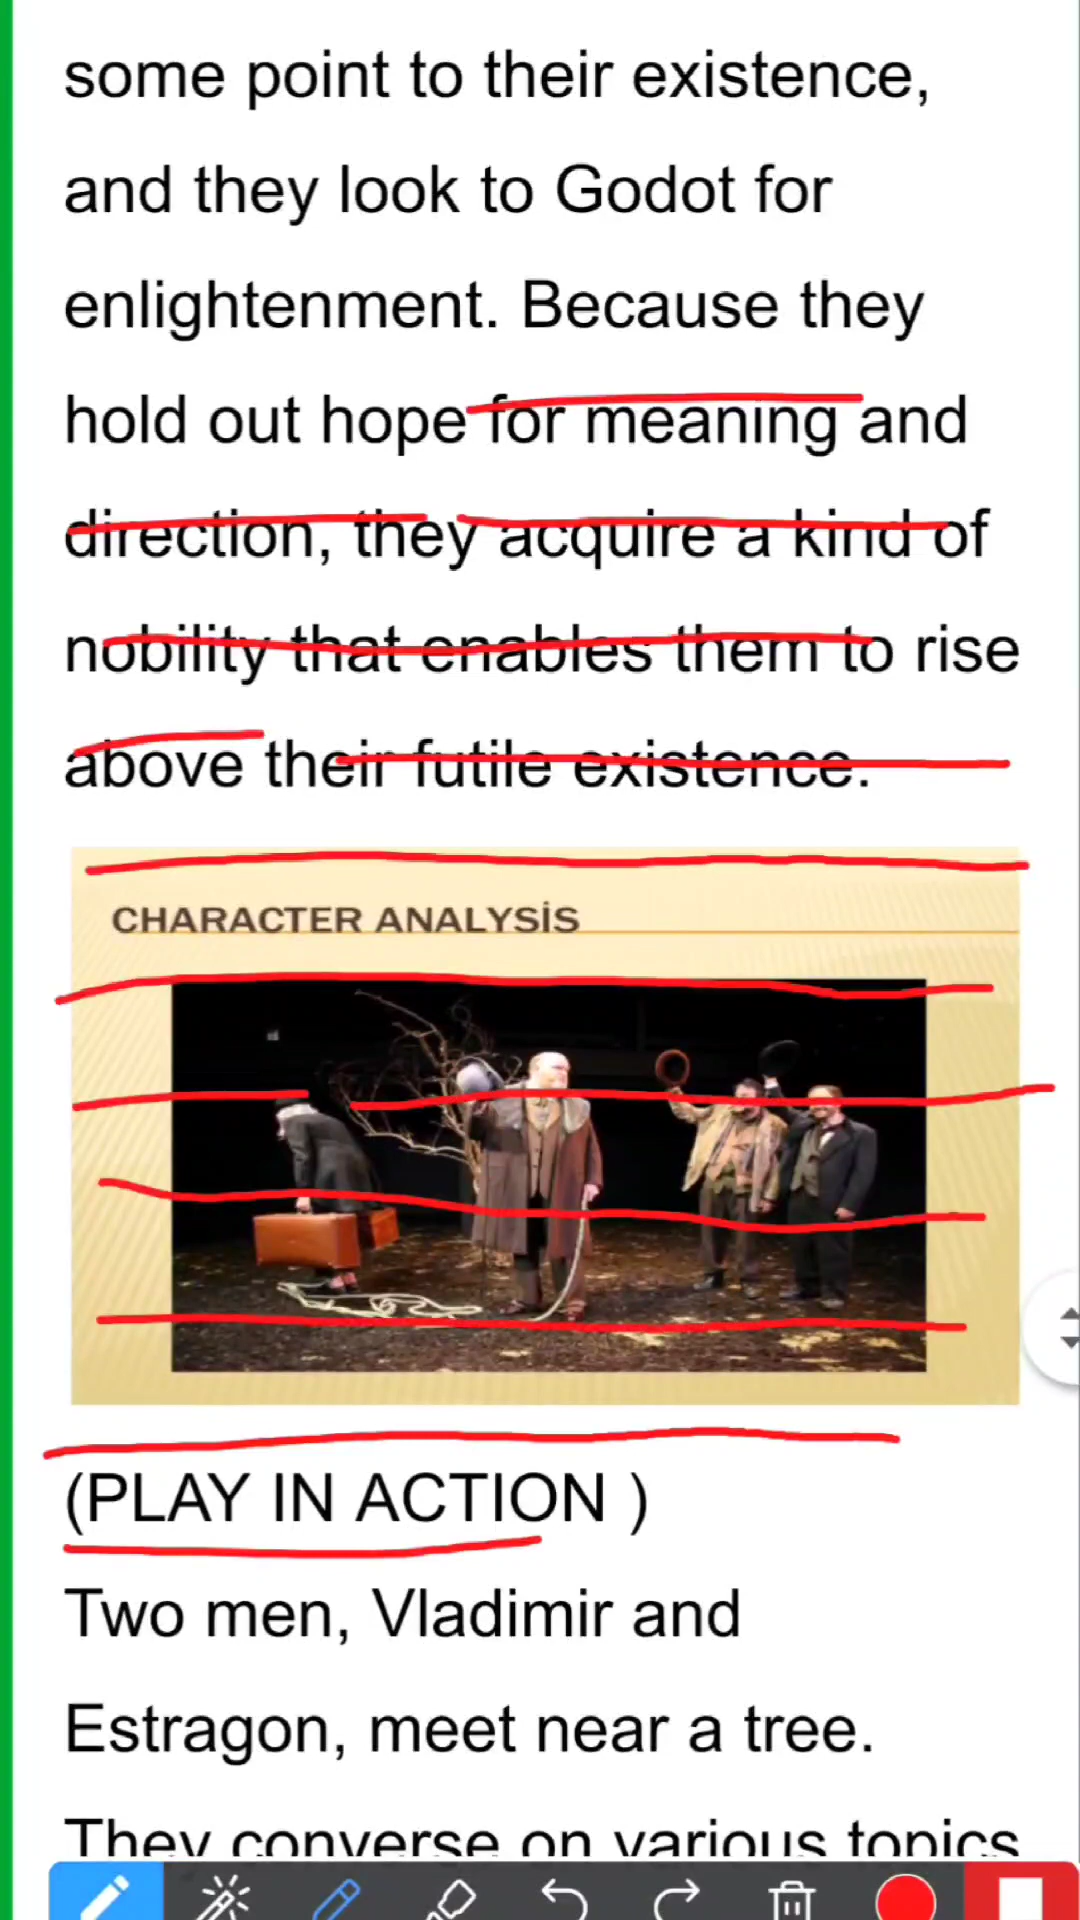 some point to their existence,
and they look to Godot for
enlightenment. Because they
hold out hope for meaning and
direction, they acquire a kind of
nobility that enables them to rise
above their futile existence.
CHARACTER ANALYSİS
(PLAY IN ACTION )
Two men, Vladimir and
Estragon, meet near a tree.
They converse on various topics